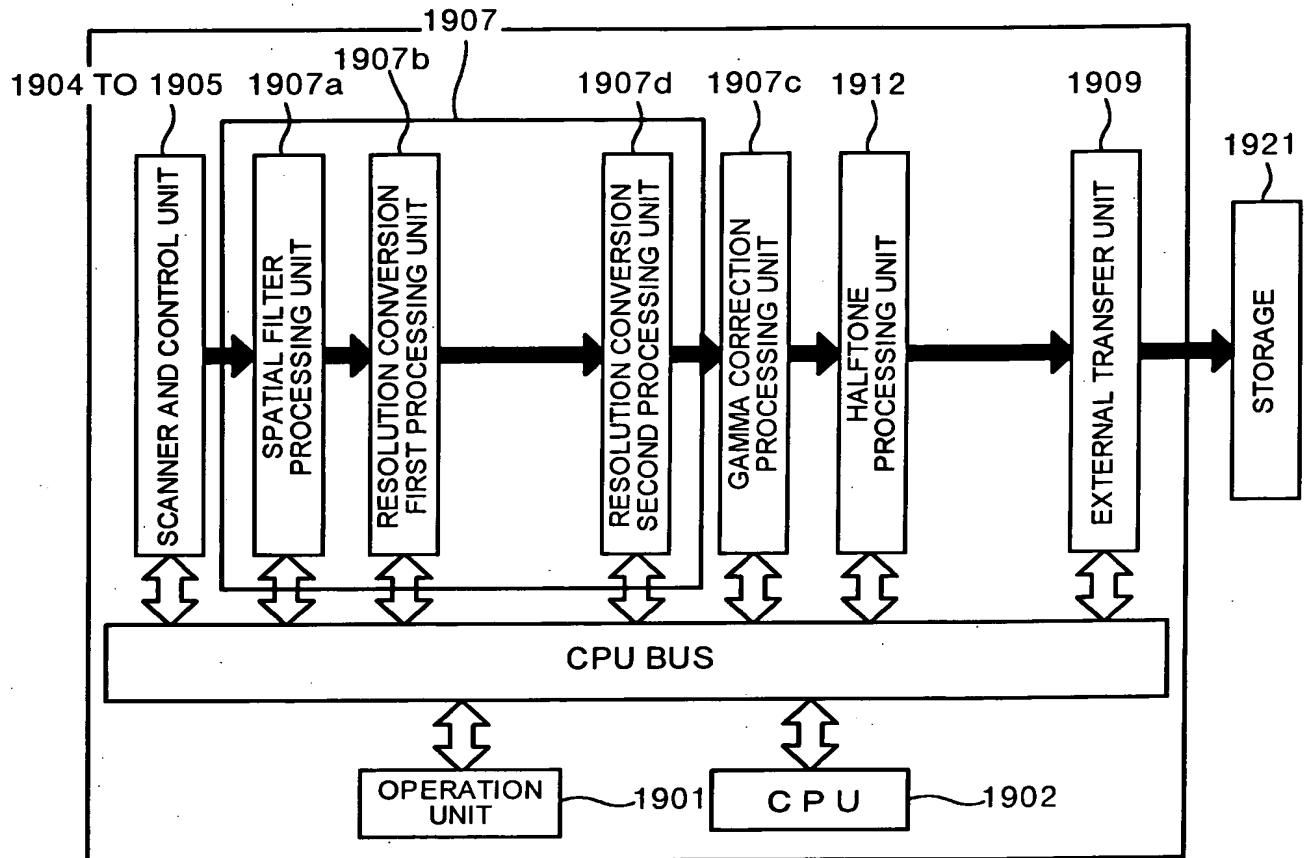 1907
1907b
1904 TO 1905
1907a
1907d
1907c
1912
1909
1921
SCANNER AND CONTROL UNIT
SPATIAL FILTER
PROCESSING UNIT
RESOLUTION CONVERSION
FIRST PROCESSING UNIT
RESOLUTION CONVERSION
SECOND PROCESSING UNIT
GAMMA CORRECTION
PROCESSING UNIT
HALFTONE
PROCESSING UNIT
EXTERNAL TRANSFER UNIT
STORAGE
CPU BUS
OPERATION
UNIT
1901
CPU
1902